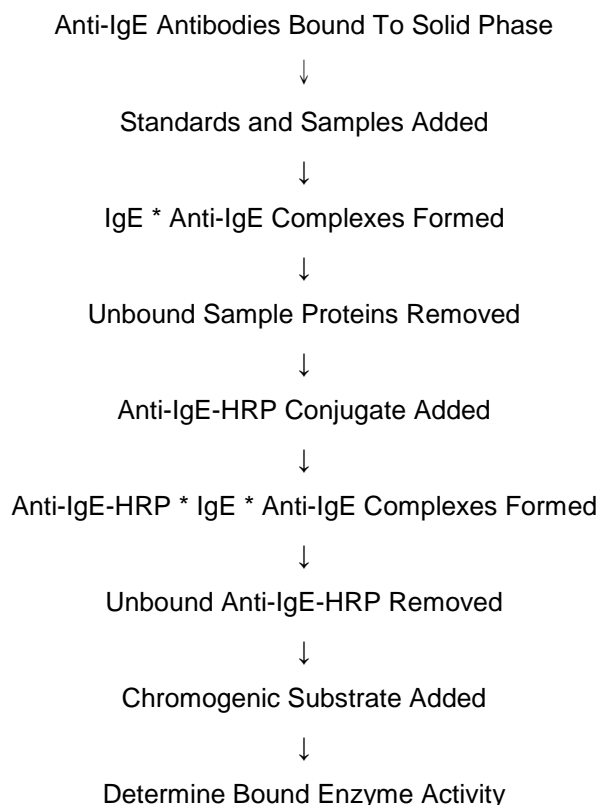 Anti-IgE Antibodies Bound To Solid Phase
↓
Standards and Samples Added
↓
IgE * Anti-IgE Complexes Formed
↓
Unbound Sample Proteins Removed
↓
Anti-IgE-HRP Conjugate Added
↓
Anti-IgE-HRP * IgE * Anti-IgE Complexes Formed
↓
Unbound Anti-IgE-HRP Removed
↓
Chromogenic Substrate Added
↓
Determine Bound Enzyme Activity